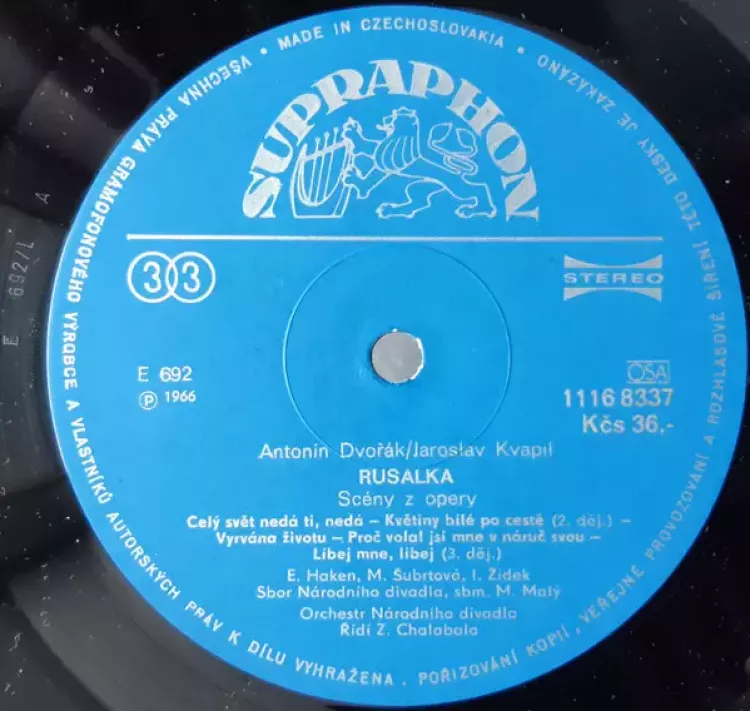 VŠECHNA PRÁVA GRAMOFONOVÉHO VÝROBCE A VLASTNÍKŮ AUTORSKÝCH PRÁV K DÍLU VYHRAŽENA . POŘIZOVÁNÍ KOPIÍ , VEŘEJNÉ PROVOZOVÁNÍ A ROZHLASOVÉ ŠÍŘENÍ TÉTO DESKY JE ZAKÁZÁNO
• MADE IN CZECHOSLOVAKIA •
SUPRAPHON
33
STEREO
E 692
℗ 1966
OSA
1116 8337
Kčs 36,-
Antonín Dvořák/Jaroslav Kvapil
RUSALKA
Scény z opery
Celý svět nedá ti, nedá – Květiny bílé po cestě (2. děj.) –
Vyrvána životu – Proč volal jsi mne v náruč svou –
Líbej mne, líbej (3. děj.)
E. Haken, M. Šubrtová, I. Žídek
Sbor Národního divadla, sbm. M. Malý
Orchestr Národního divadla
Řídí Z. Chalabala
E 692/L A